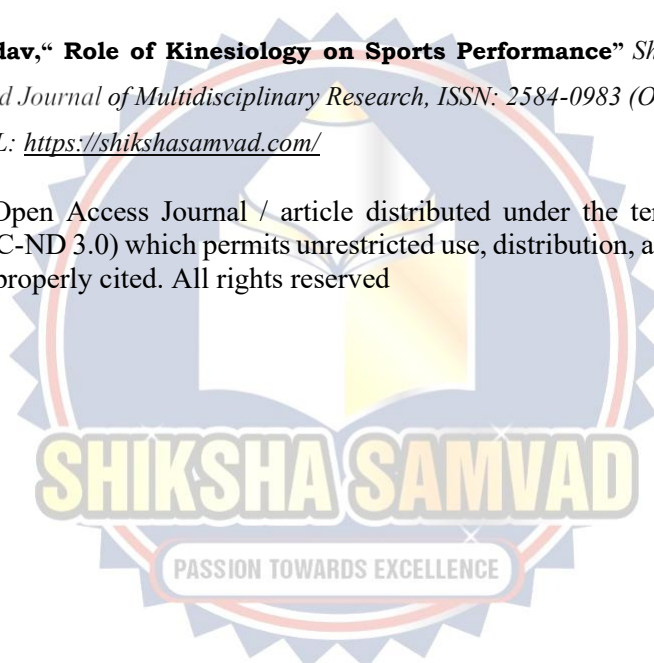 dav,“ Role of Kinesiology on Sports Performance” Sh
d Journal of Multidisciplinary Research, ISSN: 2584-0983 (O
L: https://shikshasamvad.com/
Open Access Journal / article distributed under the ter
C-ND 3.0) which permits unrestricted use, distribution, a
properly cited. All rights reserved
SHIKSHA SAMVAD
PASSION TOWARDS EXCELLENCE